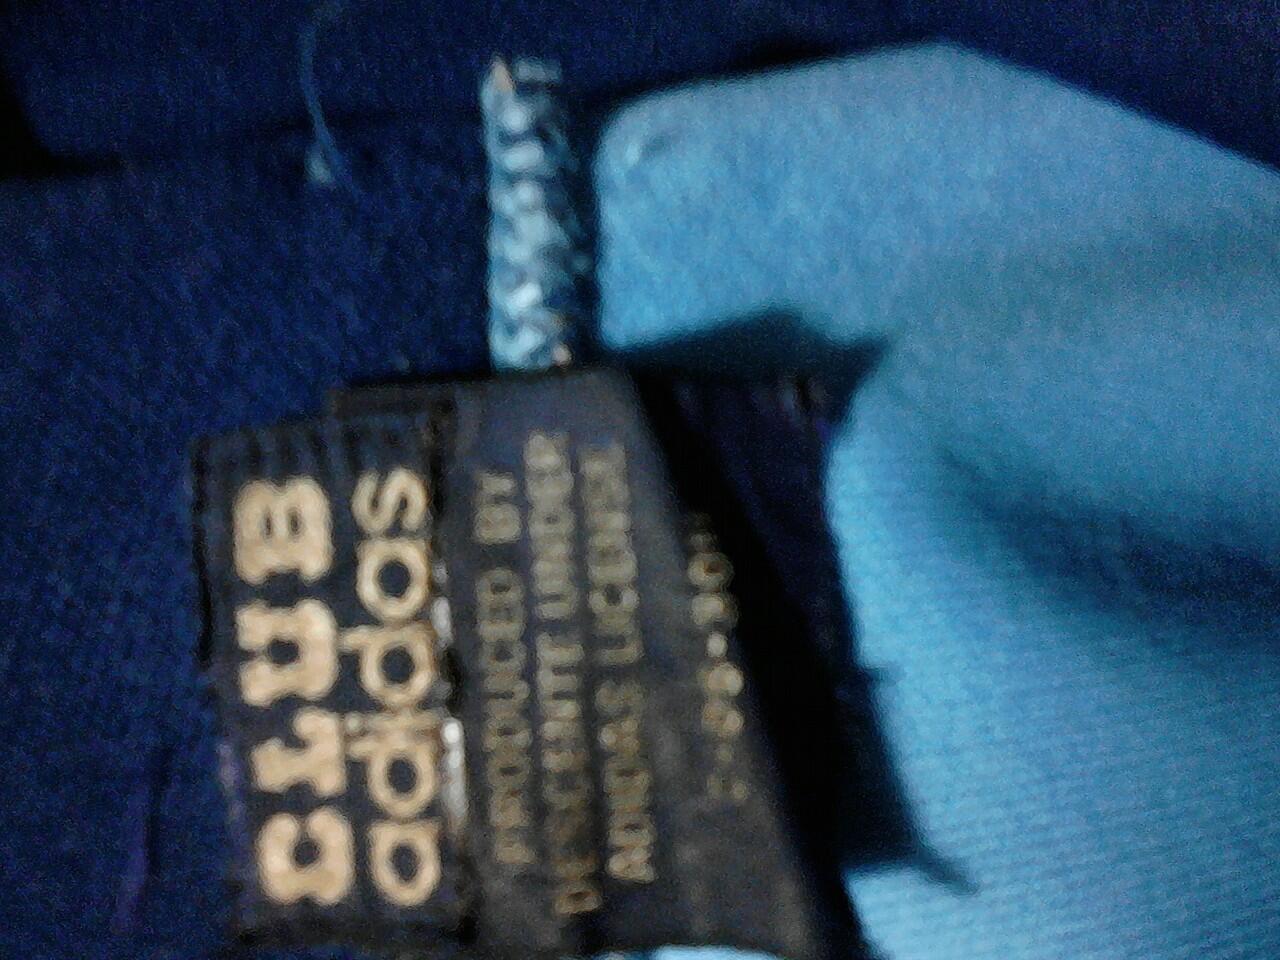 CLUB
adidas
PRODUCED BY
DESCENTE UNDER
ADIDAS LICENSE